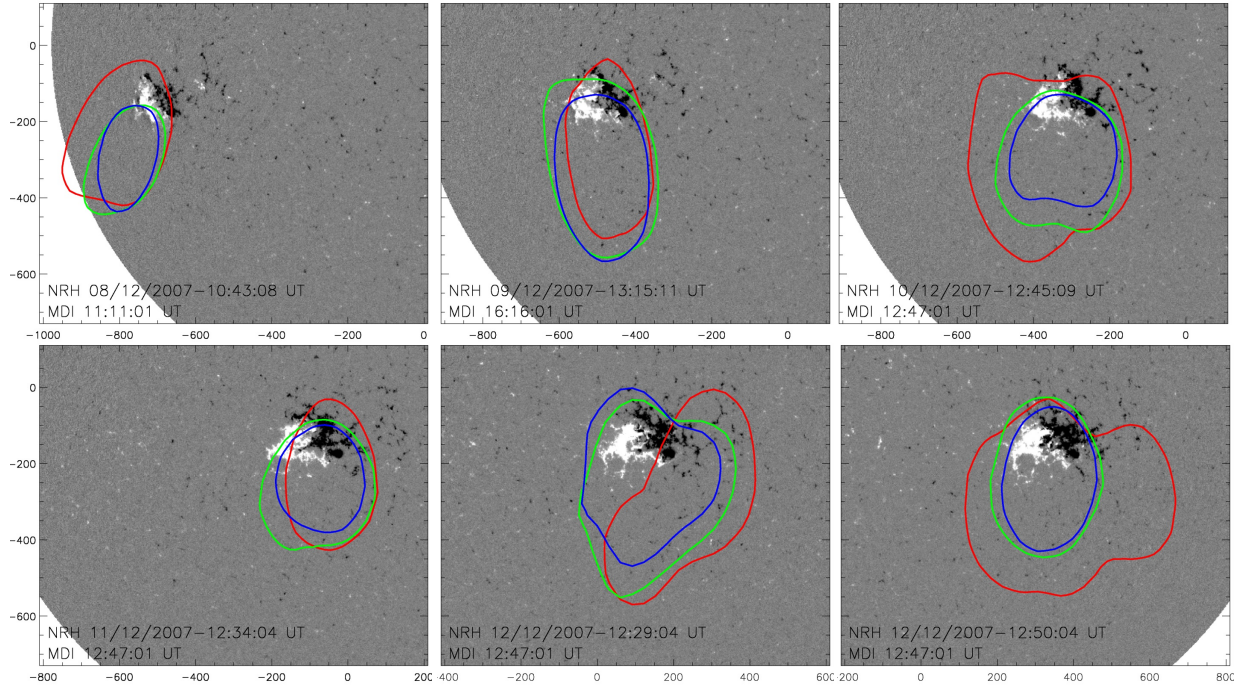 0
−200
−400
−600
NRH 08/12/2007−10:43:08 UT
MDI 11:11:01 UT
−1000 −800 −600 −400 −200 0
NRH 09/12/2007−13:15:11 UT
MDI 16:16:01 UT
−800 −600 −400 −200 0
NRH 10/12/2007−12:45:09 UT
MDI 12:47:01 UT
−800 −600 −400 −200 0
0
−200
−400
−600
NRH 11/12/2007−12:34:04 UT
MDI 12:47:01 UT
−800 −600 −400 −200 0 200
NRH 12/12/2007−12:29:04 UT
MDI 12:47:01 UT
−400 −200 0 200 400 600
NRH 12/12/2007−12:50:04 UT
MDI 12:47:01 UT
−200 0 200 400 600 800